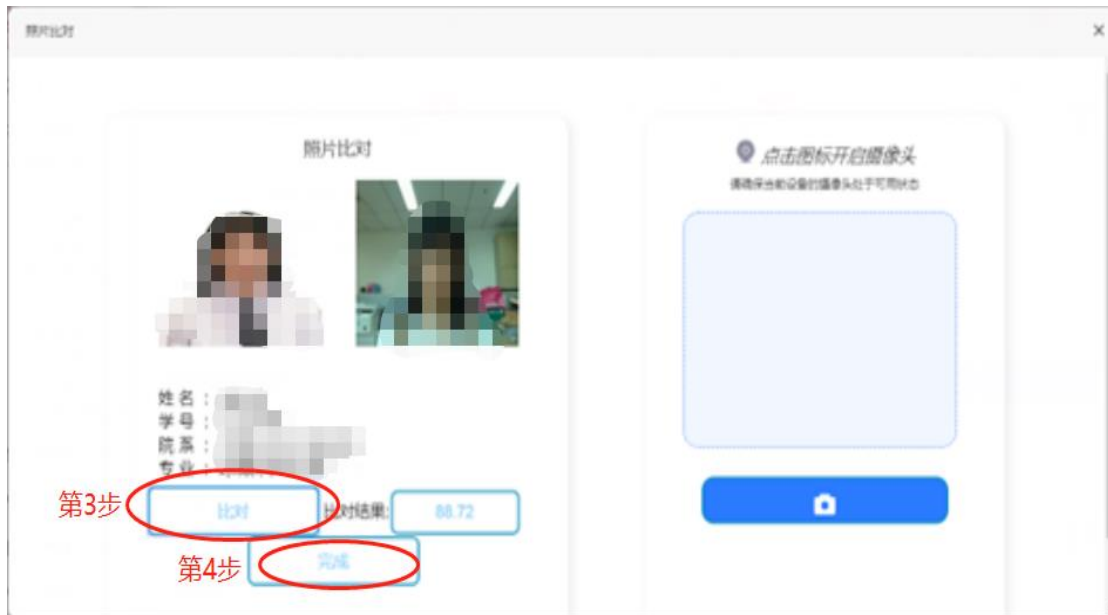 照片比对
×
照片比对
姓 名 :
学 号 :
院 系 :
专 业 :
第3步
比对
比对结果:
88.72
第4步
完成
点击图标开启摄像头
请确保当前设备的摄像头处于可用状态